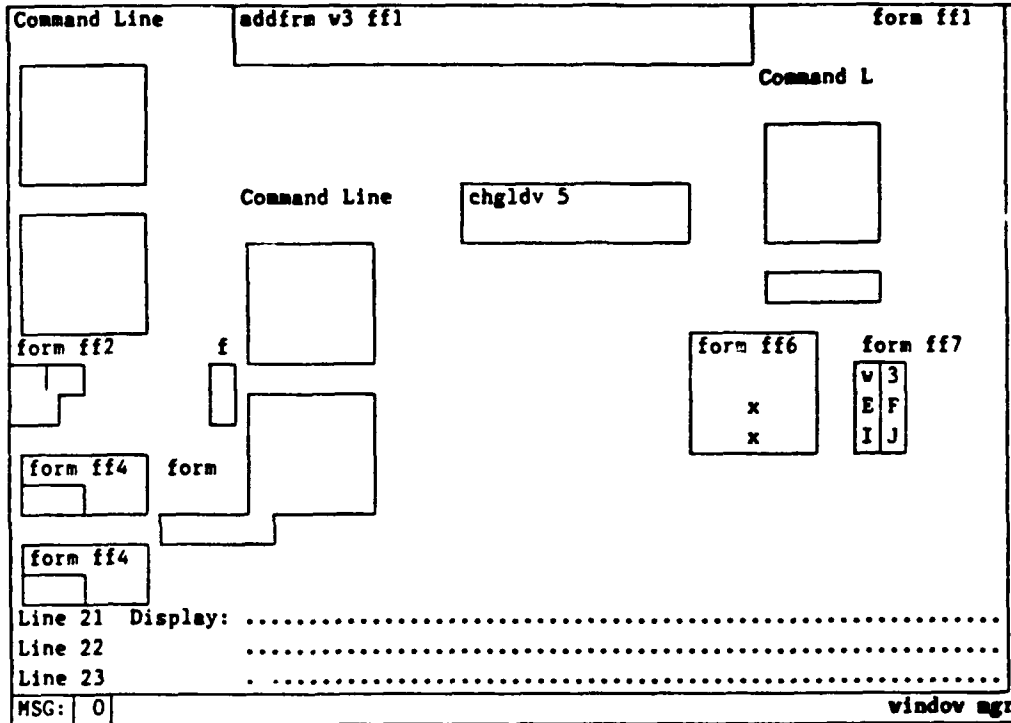 Command Line addfrm v3 ff1 form ff1
Command L
Command Line chgldv 5
form ff2 f form ff6 form ff7
w 3
x E F
x I J
form ff4 form
form ff4
Line 21 Display: ..............................................................
Line 22 ..............................................................
Line 23 . ............................................................
MSG: 0 window mgr